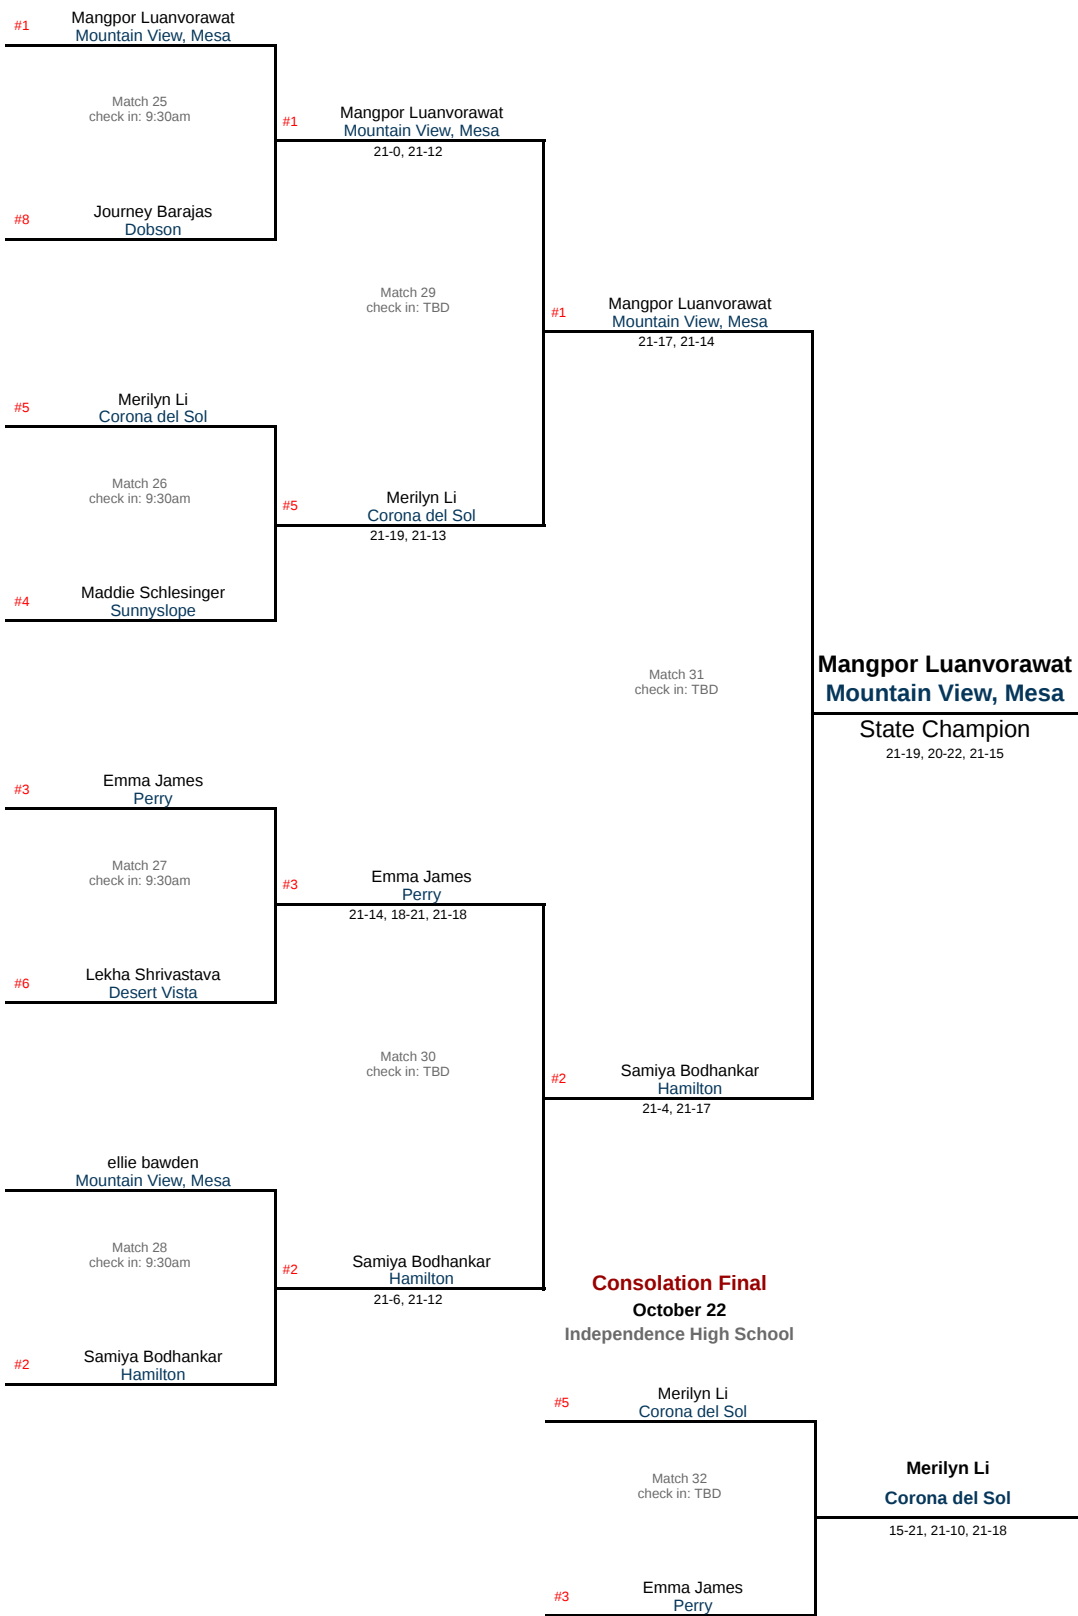 #1
Mangpor Luanvorawat
Mountain View, Mesa
Match 25
check in: 9:30am
#1
Mangpor Luanvorawat
Mountain View, Mesa
21-0, 21-12
#8
Journey Barajas
Dobson
Match 29
check in: TBD
#1
Mangpor Luanvorawat
Mountain View, Mesa
21-17, 21-14
#5
Merilyn Li
Corona del Sol
Match 26
check in: 9:30am
#5
Merilyn Li
Corona del Sol
21-19, 21-13
#4
Maddie Schlesinger
Sunnyslope
Match 31
check in: TBD
Mangpor Luanvorawat
Mountain View, Mesa
State Champion
21-19, 20-22, 21-15
#3
Emma James
Perry
Match 27
check in: 9:30am
#3
Emma James
Perry
21-14, 18-21, 21-18
#6
Lekha Shrivastava
Desert Vista
Match 30
check in: TBD
#2
Samiya Bodhankar
Hamilton
21-4, 21-17
ellie bawden
Mountain View, Mesa
Match 28
check in: 9:30am
#2
Samiya Bodhankar
Hamilton
21-6, 21-12
#2
Samiya Bodhankar
Hamilton
Consolation Final
October 22
Independence High School
#5
Merilyn Li
Corona del Sol
Match 32
check in: TBD
Merilyn Li
Corona del Sol
15-21, 21-10, 21-18
#3
Emma James
Perry